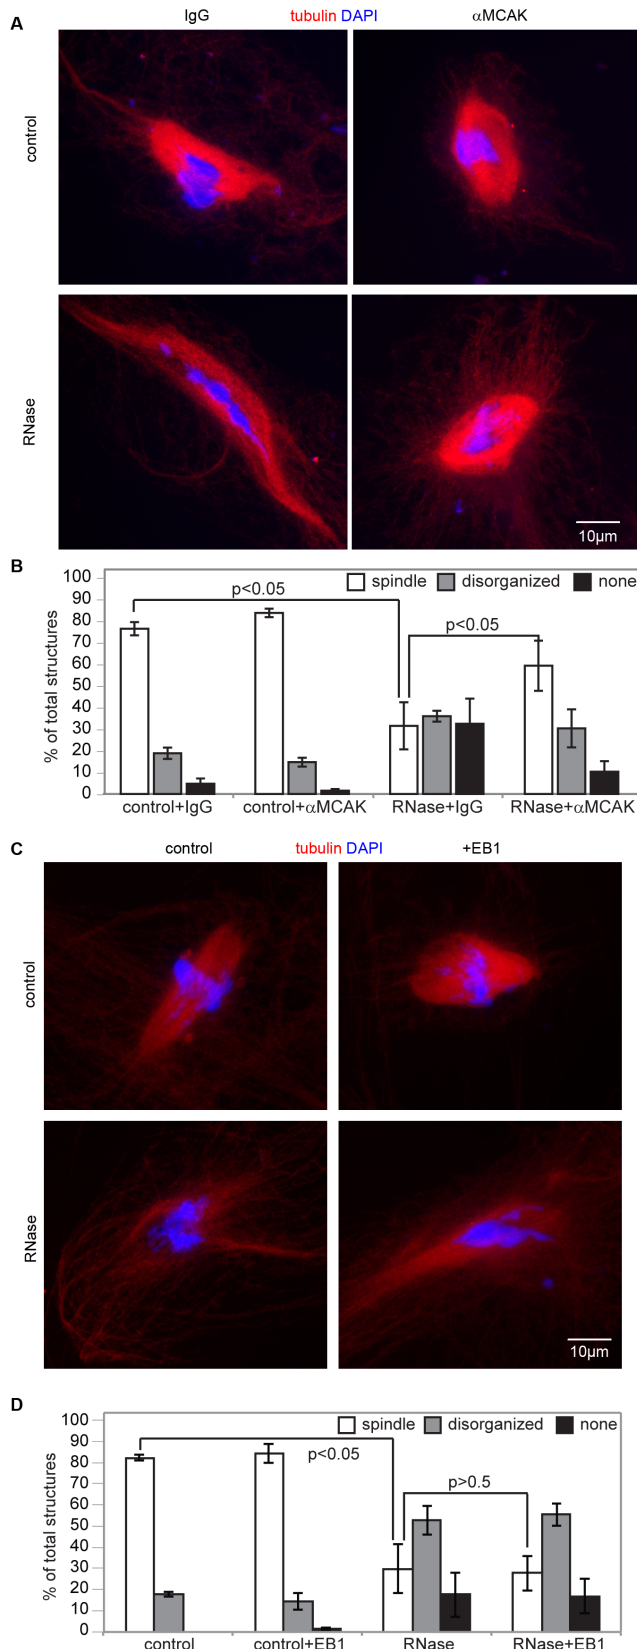 A
IgG tubulin DAPI αMCAK
control
RNase
10μm
B
100
90
80
70
60
50
40
30
20
10
0
% of total structures
spindle disorganized none
p<0.05
p<0.05
control+IgG control+αMCAK RNase+IgG RNase+αMCAK
C
control tubulin DAPI +EB1
control
RNase
10μm
D
100
90
80
70
60
50
40
30
20
10
0
% of total structures
spindle disorganized none
p<0.05
p>0.5
control control+EB1 RNase RNase+EB1